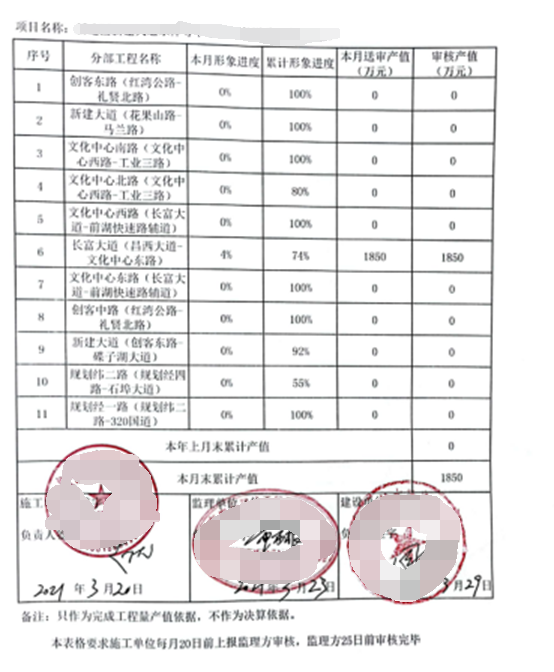 项目名称：
序号 分部工程名称 本月形象进度 累计形象进度 本月送审产值（万元） 审核产值（万元）
1 创客东路（红湾公路-礼贤北路） 0% 100% 0 0
2 新建大道（花果山路-马兰路） 0% 100% 0 0
3 文化中心南路（文化中心西路-工业三路） 0% 100% 0 0
4 文化中心北路（文化中心西路-工业三路） 0% 80% 0 0
5 文化中心西路（长富大道-前湖快速路辅道） 0% 100% 0 0
6 长富大道（昌西大道-文化中心东路） 4% 74% 1850 1850
7 文化中心东路（长富大道-前湖快速路辅道） 0% 100% 0 0
8 创客中路（红湾公路-礼贤北路） 0% 100% 0 0
9 新建大道（创客东路-碟子湖大道） 0% 92% 0 0
10 规划纬二路（规划经四路-石埠大道） 0% 55% 0 0
11 规划经一路（规划纬二路-320国道） 0% 100% 0 0
本年上月末累计产值 0
本月末累计产值 1850
施工 监理单位 建设
负责人 负
2021 年 3 月 20 日 23日 3月29日
备注：只作为完成工程量产值依据，不作为决算依据。
本表格要求施工单位每月20日前上报监理方审核，监理方25日前审核完毕